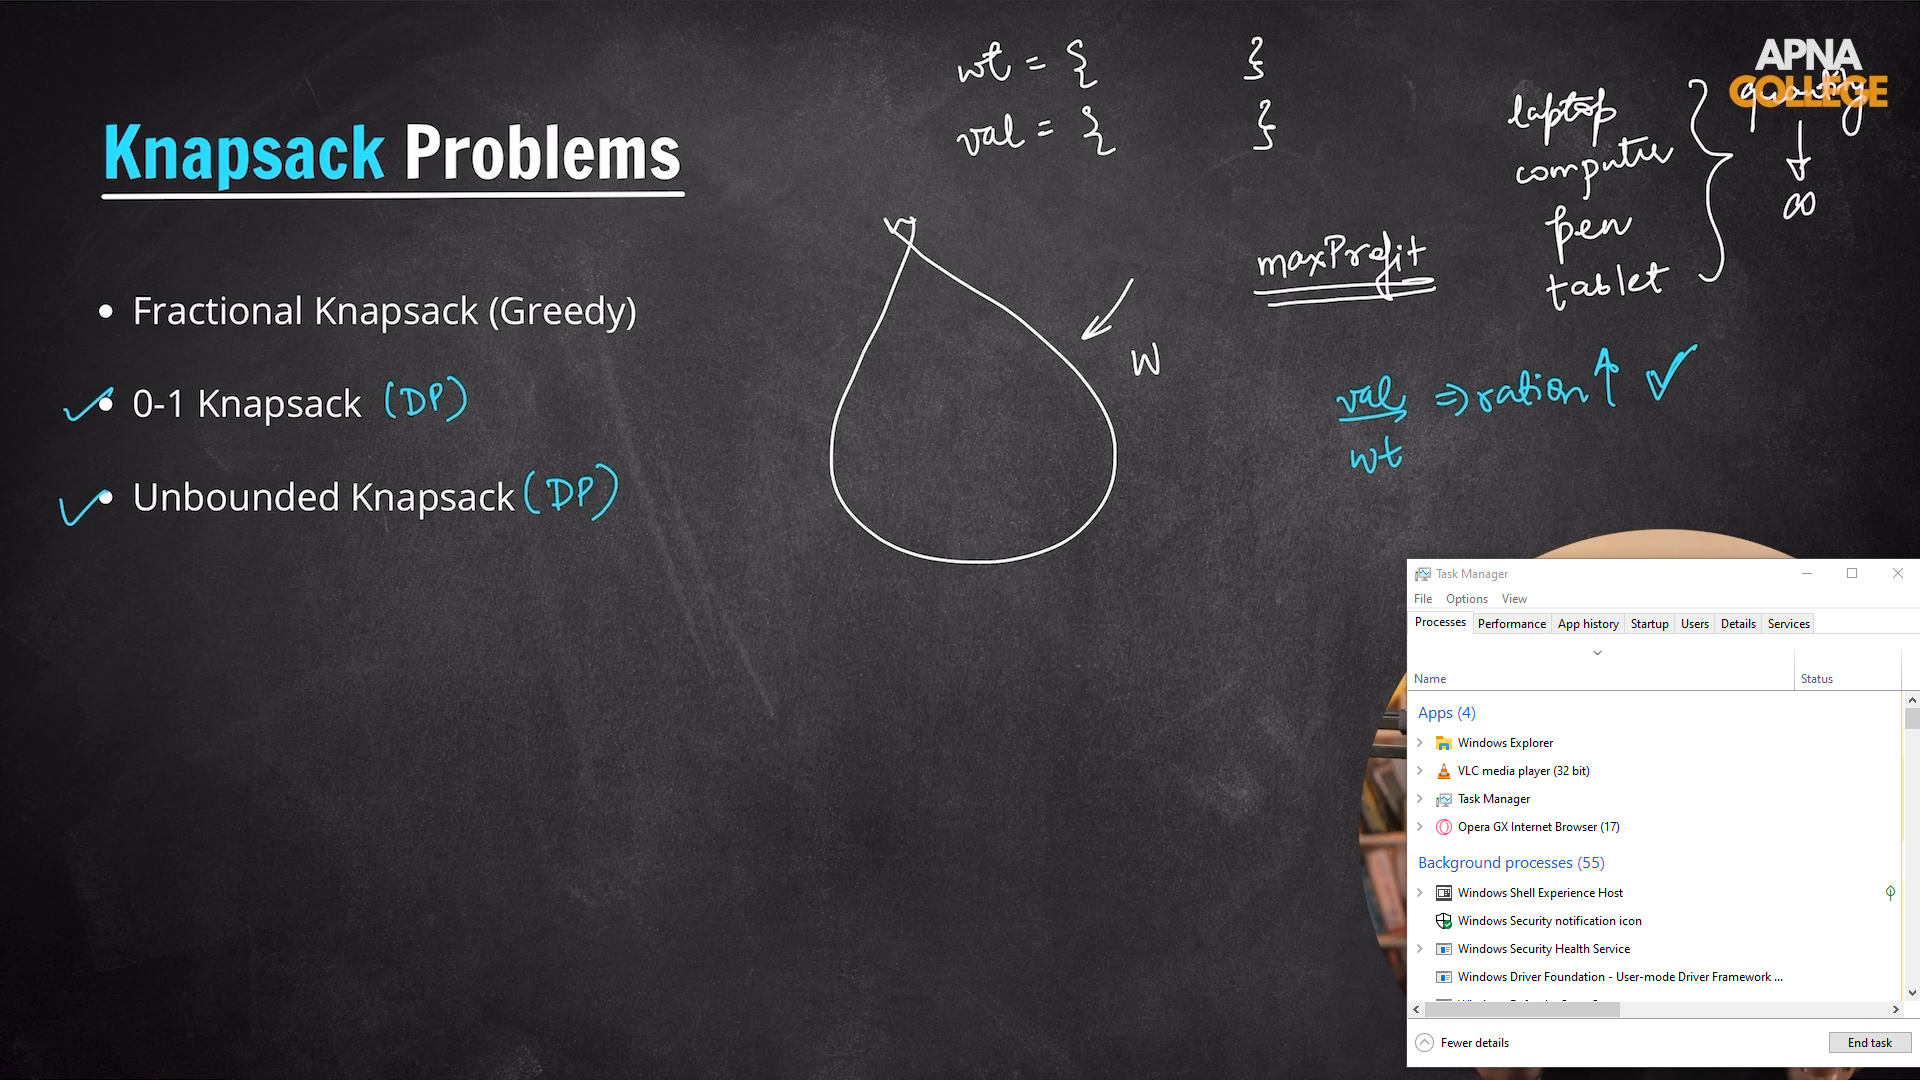 wt = { }
val = { }
APNA
COLLEGE
quantity
↓
∞
laptop
computer
pen
tablet
Knapsack Problems
maxProfit
W
• Fractional Knapsack (Greedy)
• 0-1 Knapsack (DP)
• Unbounded Knapsack (DP)
val
wt
⇒ ration ↑ ✓
Task Manager
File Options View
Processes Performance App history Startup Users Details Services
Name Status
Apps (4)
Windows Explorer
VLC media player (32 bit)
Task Manager
Opera GX Internet Browser (17)
Background processes (55)
Windows Shell Experience Host
Windows Security notification icon
Windows Security Health Service
Windows Driver Foundation - User-mode Driver Framework ...
Fewer details
End task